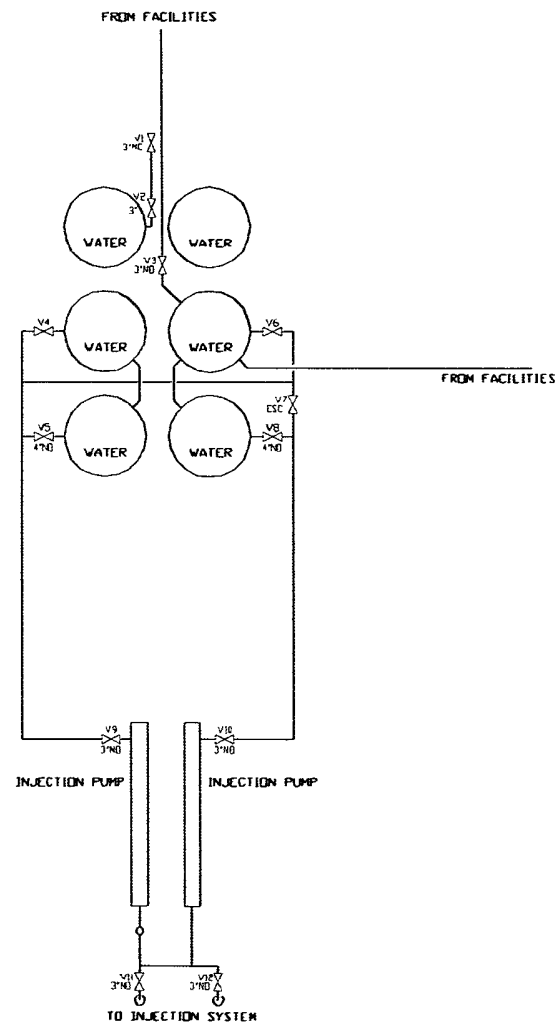 FROM FACILITIES
V1
3"NC
V2
3"
WATER
WATER
V3
3"NO
V4
WATER
WATER
V6
FROM FACILITIES
V7
ESC
V5
4"NO
WATER
WATER
V8
4"NO
V9
3"NO
V10
3"NO
INJECTION PUMP
INJECTION PUMP
V11
3"NO
V12
3"NO
TO INJECTION SYSTEM